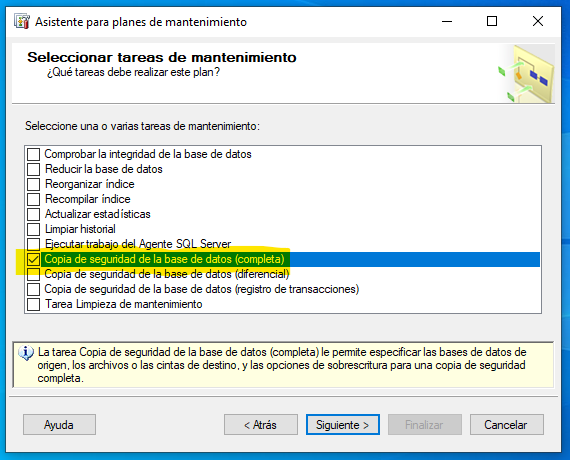 Asistente para planes de mantenimiento
Seleccionar tareas de mantenimiento
¿Qué tareas debe realizar este plan?
Seleccione una o varias tareas de mantenimiento:
Comprobar la integridad de la base de datos
Reducir la base de datos
Reorganizar índice
Recompilar índice
Actualizar estadísticas
Limpiar historial
Ejecutar trabajo del Agente SQL Server
Copia de seguridad de la base de datos (completa)
Copia de seguridad de la base de datos (diferencial)
Copia de seguridad de la base de datos (registro de transacciones)
Tarea Limpieza de mantenimiento
La tarea Copia de seguridad de la base de datos (completa) le permite especificar las bases de datos de
origen, los archivos o las cintas de destino, y las opciones de sobrescritura para una copia de seguridad
completa.
Ayuda
< Atrás
Siguiente >
Finalizar
Cancelar